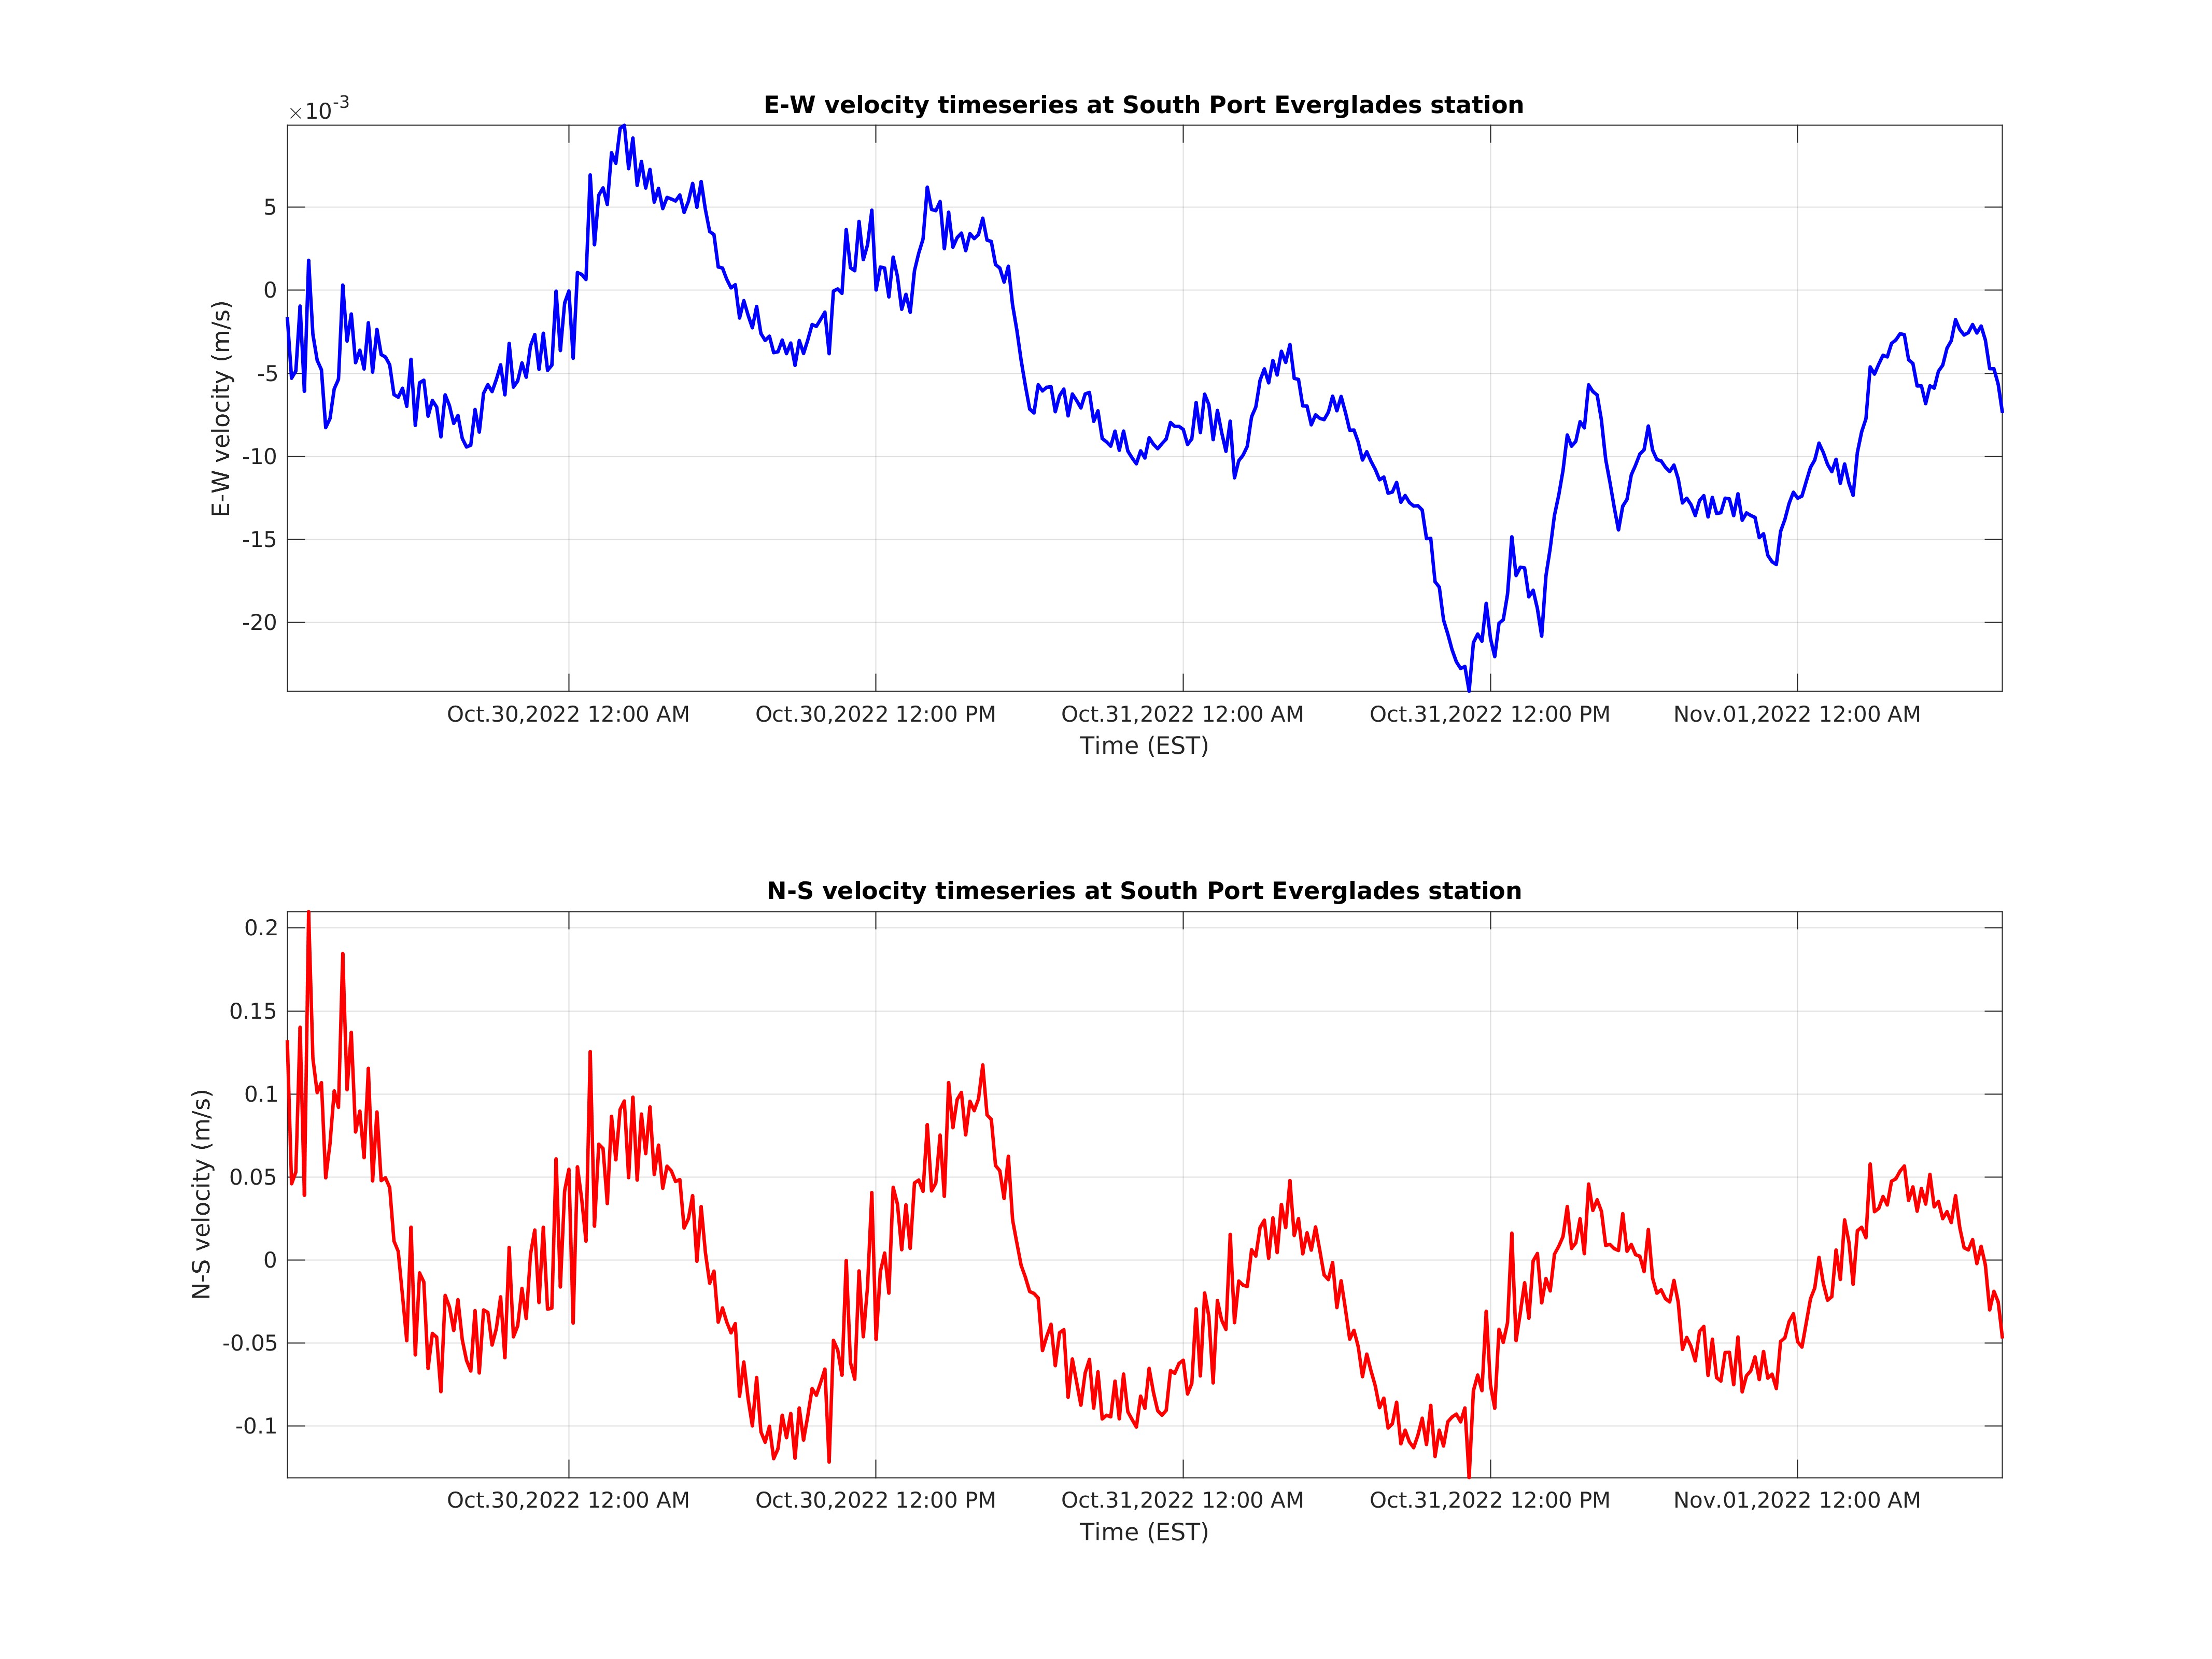 ×10-3
E-W velocity timeseries at South Port Everglades station
E-W velocity (m/s)
5
0
-5
-10
-15
-20
Oct.30,2022 12:00 AM Oct.30,2022 12:00 PM Oct.31,2022 12:00 AM Oct.31,2022 12:00 PM Nov.01,2022 12:00 AM
Time (EST)
N-S velocity timeseries at South Port Everglades station
N-S velocity (m/s)
0.2
0.15
0.1
0.05
0
-0.05
-0.1
Oct.30,2022 12:00 AM Oct.30,2022 12:00 PM Oct.31,2022 12:00 AM Oct.31,2022 12:00 PM Nov.01,2022 12:00 AM
Time (EST)